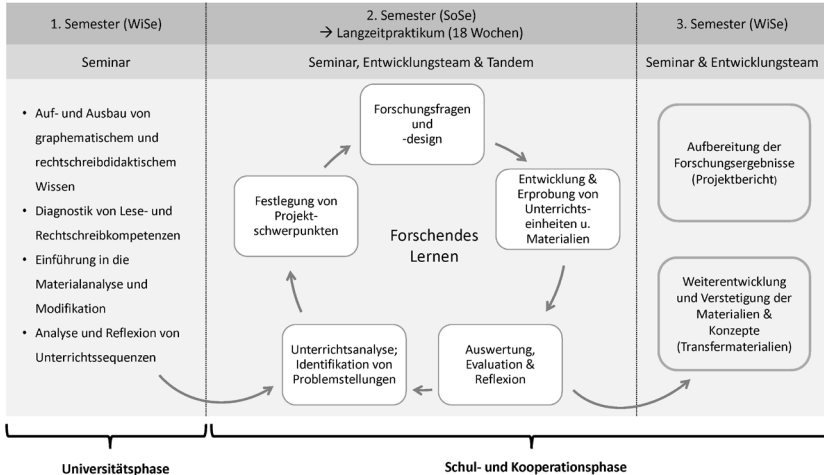 1. Semester (WiSe)
2. Semester (SoSe)
→ Langzeitpraktikum (18 Wochen)
3. Semester (WiSe)
Seminar
Seminar, Entwicklungsteam & Tandem
Seminar & Entwicklungsteam
• Auf- und Ausbau von
graphematischem und
rechtschreibdidaktischem
Wissen
• Diagnostik von Lese- und
Rechtschreibkompetenzen
• Einführung in die
Materialanalyse und
Modifikation
• Analyse und Reflexion von
Unterrichtssequenzen
Forschungsfragen
und
-design
Entwicklung &
Erprobung von
Unterrichts-
einheiten u.
Materialien
Festlegung von
Projekt-
schwerpunkten
Forschendes
Lernen
Unterrichtsanalyse;
Identifikation von
Problemstellungen
Auswertung,
Evaluation &
Reflexion
Aufbereitung der
Forschungsergebnisse
(Projektbericht)
Weiterentwicklung
und Verstetigung der
Materialien &
Konzepte
(Transfermaterialien)
Universitätsphase
Schul- und Kooperationsphase